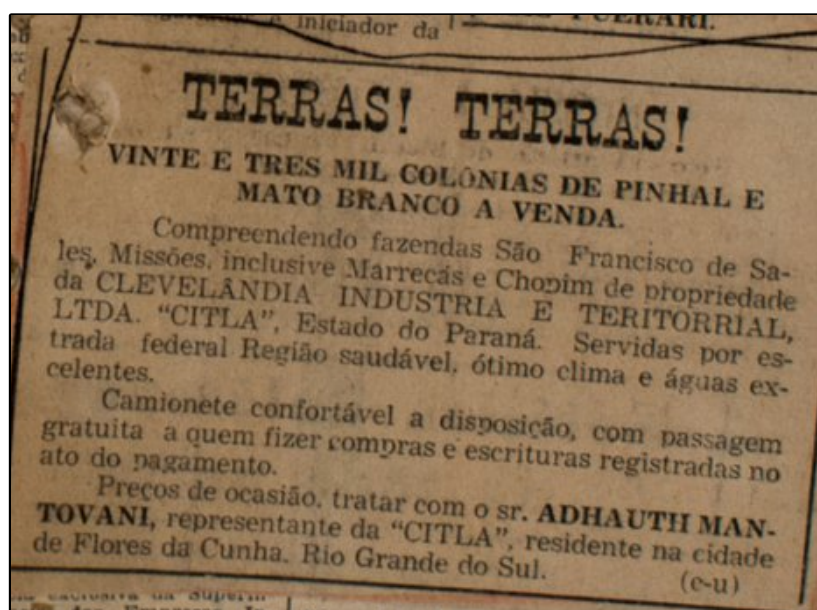 e iniciador da
TERRAS! TERRAS!
VINTE E TRES MIL COLONIAS DE PINHAL E
MATO BRANCO A VENDA.
Compreendendo fazendas São Francisco de Sa-
les, Missões, inclusive Marrecas e Chopim de propriedade
da CLEVELÂNDIA INDUSTRIA E TERITORRIAL,
LTDA. "CITLA", Estado do Paraná. Servidas por es-
trada federal Região saudável, ótimo clima e águas ex-
celentes.
Camionete confortável a disposição, com passagem
gratuita a quem fizer compras e escrituras registradas no
ato do pagamento.
Preços de ocasião, tratar com o sr. ADHAUTH MAN-
TOVANI, representante da "CITLA", residente na cidade
de Flores da Cunha, Rio Grande do Sul. (c-u)